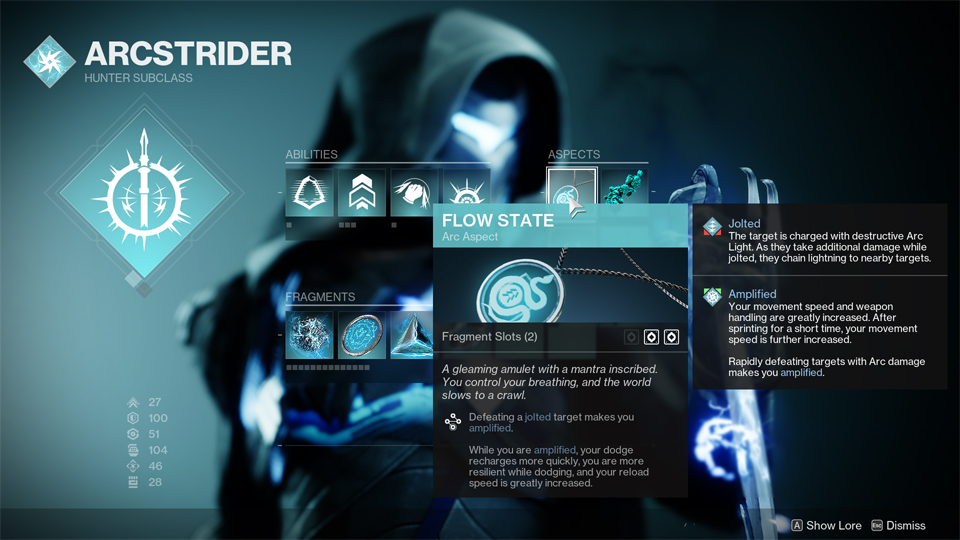 ARCSTRIDER
HUNTER SUBCLASS
ABILITIES
ASPECTS
FLOW STATE
Arc Aspect
FRAGMENTS
Fragment Slots (2)
A gleaming amulet with a mantra inscribed.
You control your breathing, and the world
slows to a crawl.
Defeating a jolted target makes you
amplified.
While you are amplified, your dodge
recharges more quickly, you are more
resilient while dodging, and your reload
speed is greatly increased.
Jolted
The target is charged with destructive Arc
Light. As they take additional damage while
jolted, they chain lightning to nearby targets.
Amplified
Your movement speed and weapon
handling are greatly increased. After
sprinting for a short time, your movement
speed is further increased.
Rapidly defeating targets with Arc damage
makes you amplified.
27
100
51
104
46
28
A Show Lore Esc Dismiss